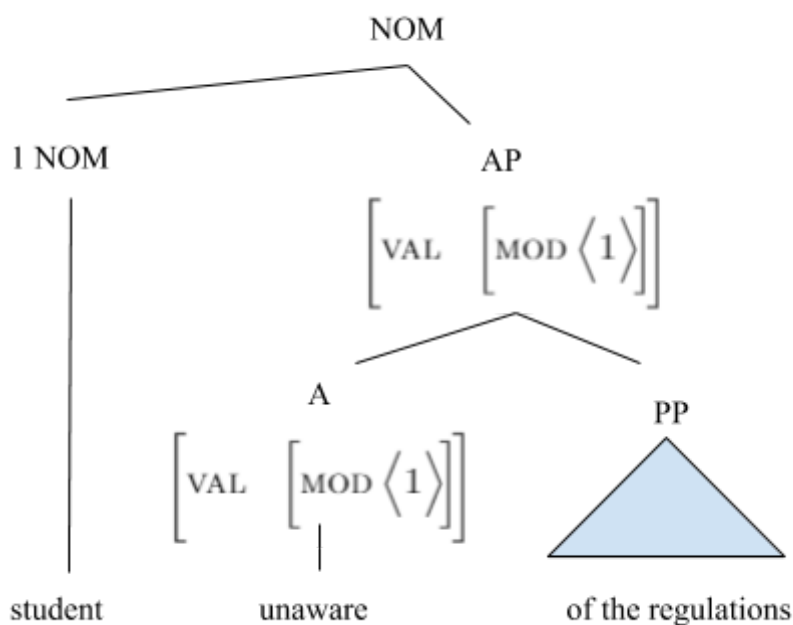 NOM
1 NOM AP
[VAL [MOD ⟨1⟩]]
A PP
[VAL [MOD ⟨1⟩]]
student unaware of the regulations